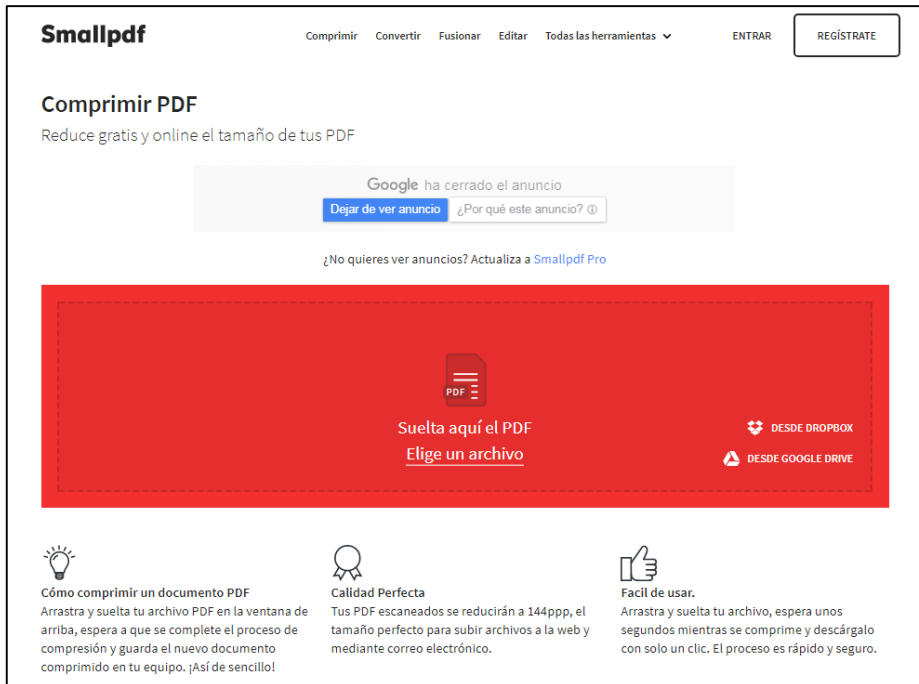 Smallpdf
Comprimir Convertir Fusionar Editar Todas las herramientas ENTRAR REGÍSTRATE
Comprimir PDF
Reduce gratis y online el tamaño de tus PDF
Google ha cerrado el anuncio
Dejar de ver anuncio ¿Por qué este anuncio?
¿No quieres ver anuncios? Actualiza a Smallpdf Pro
PDF
Suelta aquí el PDF
Elige un archivo
DESDE DROPBOX
DESDE GOOGLE DRIVE
Cómo comprimir un documento PDF
Arrastra y suelta tu archivo PDF en la ventana de
arriba, espera a que se complete el proceso de
compresión y guarda el nuevo documento
comprimido en tu equipo. ¡Así de sencillo!
Calidad Perfecta
Tus PDF escaneados se reducirán a 144ppp, el
tamaño perfecto para subir archivos a la web y
mediante correo electrónico.
Facil de usar.
Arrastra y suelta tu archivo, espera unos
segundos mientras se comprime y descárgalo
con solo un clic. El proceso es rápido y seguro.